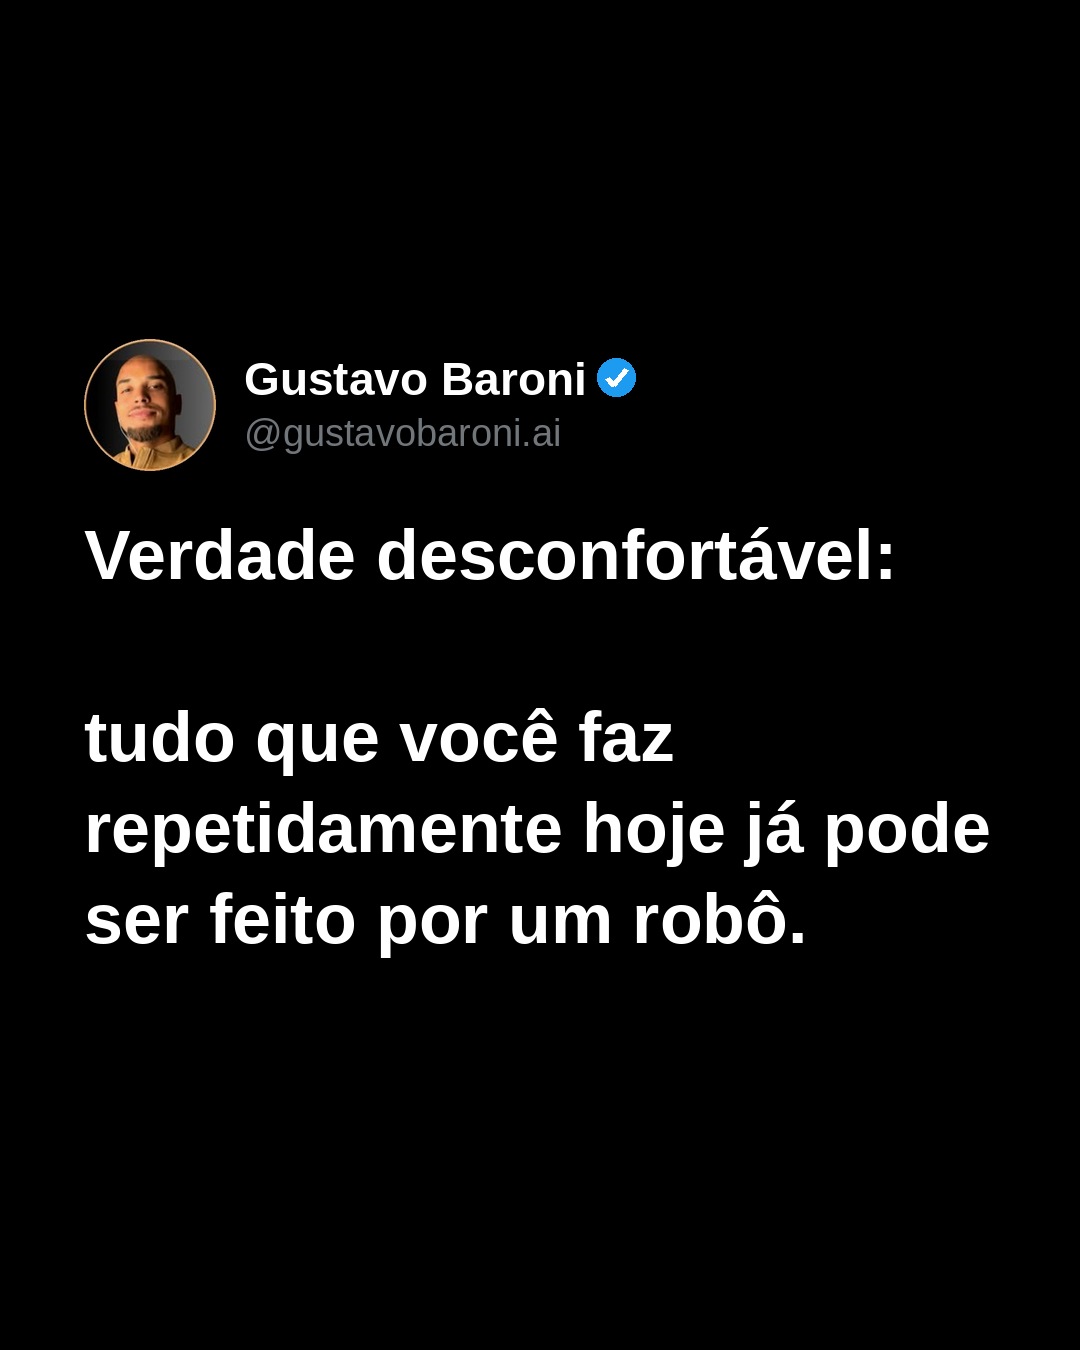 Gustavo Baroni
@gustavobaroni.ai
Verdade desconfortável:
tudo que você faz
repetidamente hoje já pode
ser feito por um robô.